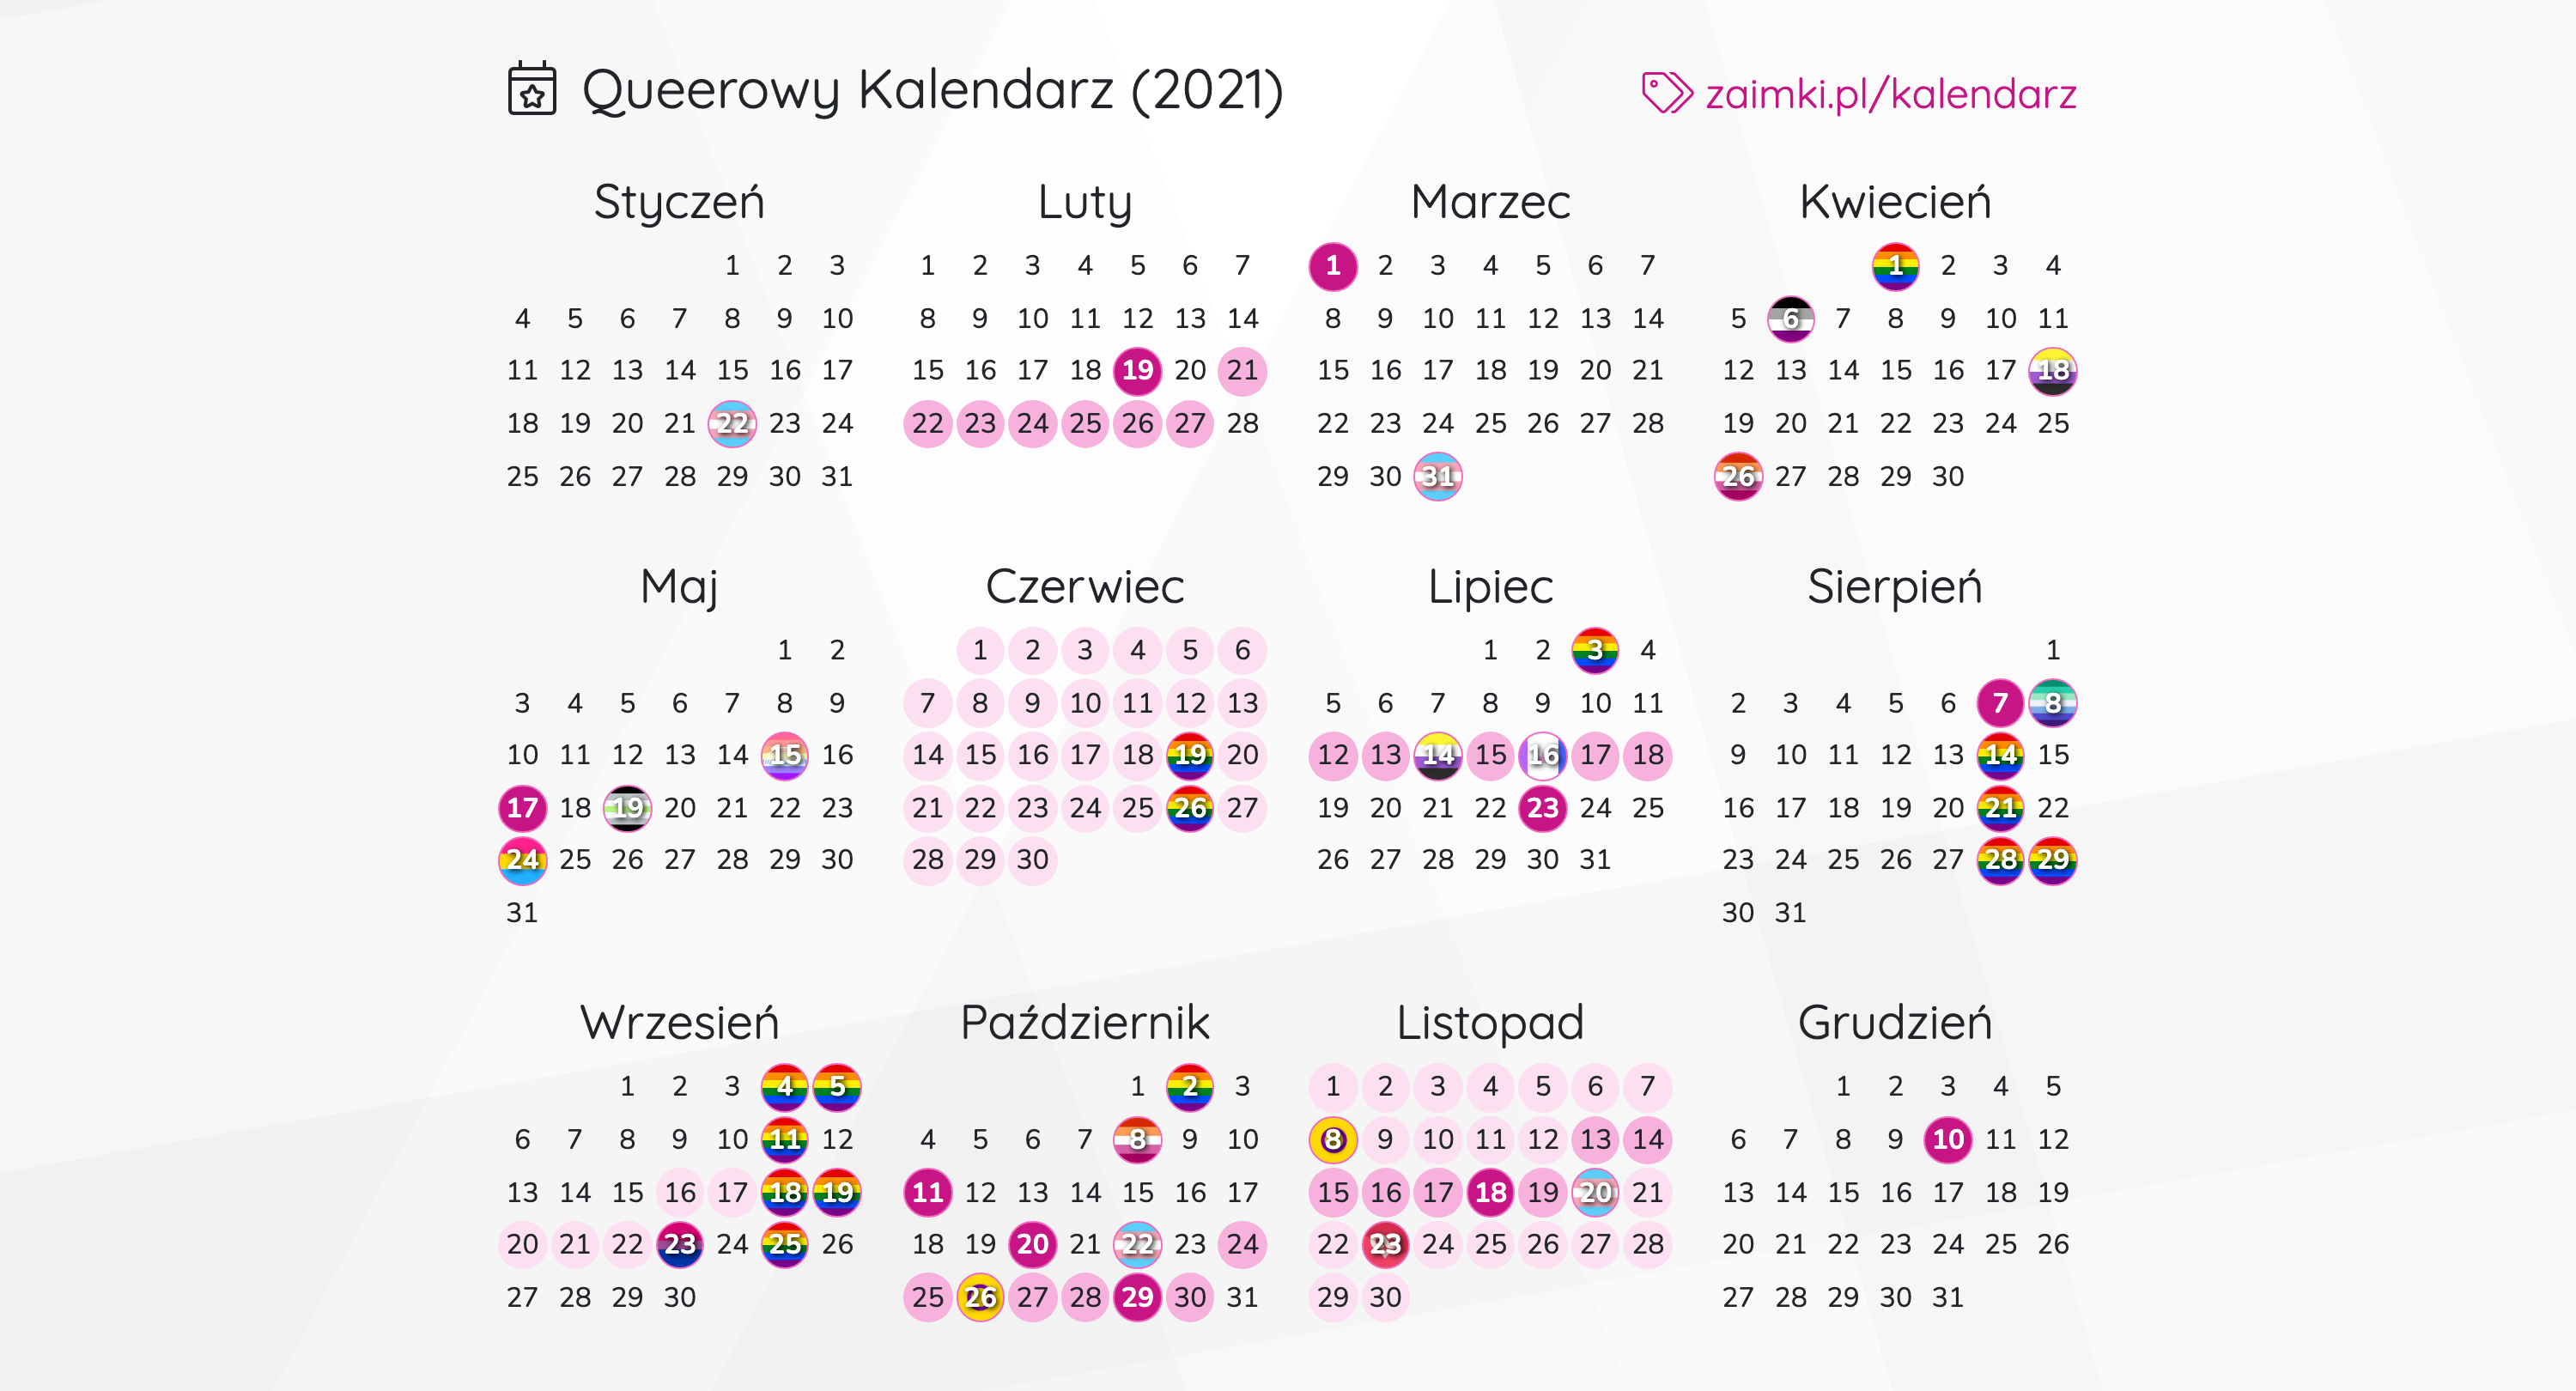 Queerowy Kalendarz (2021)
zaimki.pl/kalendarz
Styczeń
1 2 3
4 5 6 7 8 9 10
11 12 13 14 15 16 17
18 19 20 21 22 23 24
25 26 27 28 29 30 31
Luty
1 2 3 4 5 6 7
8 9 10 11 12 13 14
15 16 17 18 19 20 21
22 23 24 25 26 27 28
Marzec
1 2 3 4 5 6 7
8 9 10 11 12 13 14
15 16 17 18 19 20 21
22 23 24 25 26 27 28
29 30 31
Kwiecień
1 2 3 4
5 6 7 8 9 10 11
12 13 14 15 16 17 18
19 20 21 22 23 24 25
26 27 28 29 30
Maj
1 2
3 4 5 6 7 8 9
10 11 12 13 14 15 16
17 18 19 20 21 22 23
24 25 26 27 28 29 30
31
Czerwiec
1 2 3 4 5 6
7 8 9 10 11 12 13
14 15 16 17 18 19 20
21 22 23 24 25 26 27
28 29 30
Lipiec
1 2 3 4
5 6 7 8 9 10 11
12 13 14 15 16 17 18
19 20 21 22 23 24 25
26 27 28 29 30 31
Sierpień
1
2 3 4 5 6 7 8
9 10 11 12 13 14 15
16 17 18 19 20 21 22
23 24 25 26 27 28 29
30 31
Wrzesień
1 2 3 4 5
6 7 8 9 10 11 12
13 14 15 16 17 18 19
20 21 22 23 24 25 26
27 28 29 30
Październik
1 2 3
4 5 6 7 8 9 10
11 12 13 14 15 16 17
18 19 20 21 22 23 24
25 26 27 28 29 30 31
Listopad
1 2 3 4 5 6 7
8 9 10 11 12 13 14
15 16 17 18 19 20 21
22 23 24 25 26 27 28
29 30
Grudzień
1 2 3 4 5
6 7 8 9 10 11 12
13 14 15 16 17 18 19
20 21 22 23 24 25 26
27 28 29 30 31